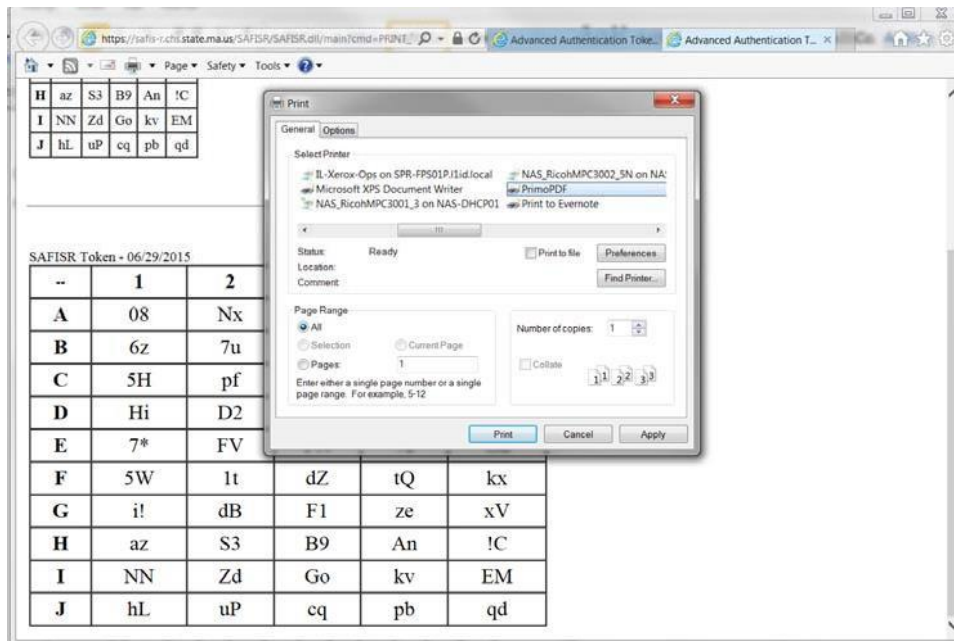 https://safis-r.chs.state.ma.us/SAFISR/SAFISR.dll/main?cmd=PRINT_
Advanced Authentication Toke...
Advanced Authentication T...
Page Safety Tools
H az S3 B9 An !C
I NN Zd Go kv EM
J hL uP cq pb qd
Print
General Options
Select Printer
IL-Xerox-Ops on SPR-FPS01P.l1id.local NAS_RicohMPC3002_5N on NA
Microsoft XPS Document Writer PrimoPDF
NAS_RicohMPC3001_3 on NAS-DHCP01 Print to Evernote
Status: Ready Print to file Preferences
Location:
Comment: Find Printer...
Page Range
All Number of copies: 1
Selection Current Page
Pages: 1 Collate
Enter either a single page number or a single
page range. For example, 5-12
11 22 33
Print Cancel Apply
SAFISR Token - 06/29/2015
-- 1 2
A 08 Nx
B 6z 7u
C 5H pf
D Hi D2
E 7* FV
F 5W 1t dZ tQ kx
G i! dB F1 ze xV
H az S3 B9 An !C
I NN Zd Go kv EM
J hL uP cq pb qd